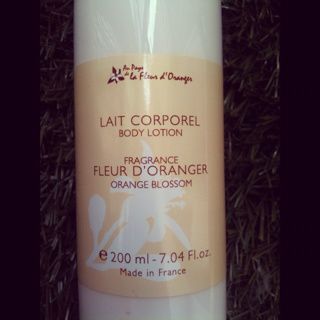 Au Pays
de la Fleur d'Oranger
LAIT CORPOREL
BODY LOTION
FRAGRANCE
FLEUR D'ORANGER
ORANGE BLOSSOM
℮ 200 ml - 7.04 Fl.oz.
Made in France